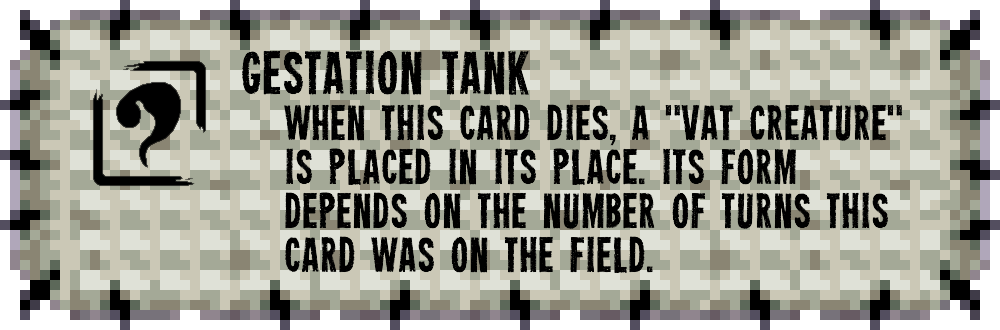 GESTATION TANK
WHEN THIS CARD DIES, A "VAT CREATURE"
IS PLACED IN ITS PLACE. ITS FORM
DEPENDS ON THE NUMBER OF TURNS THIS
CARD WAS ON THE FIELD.